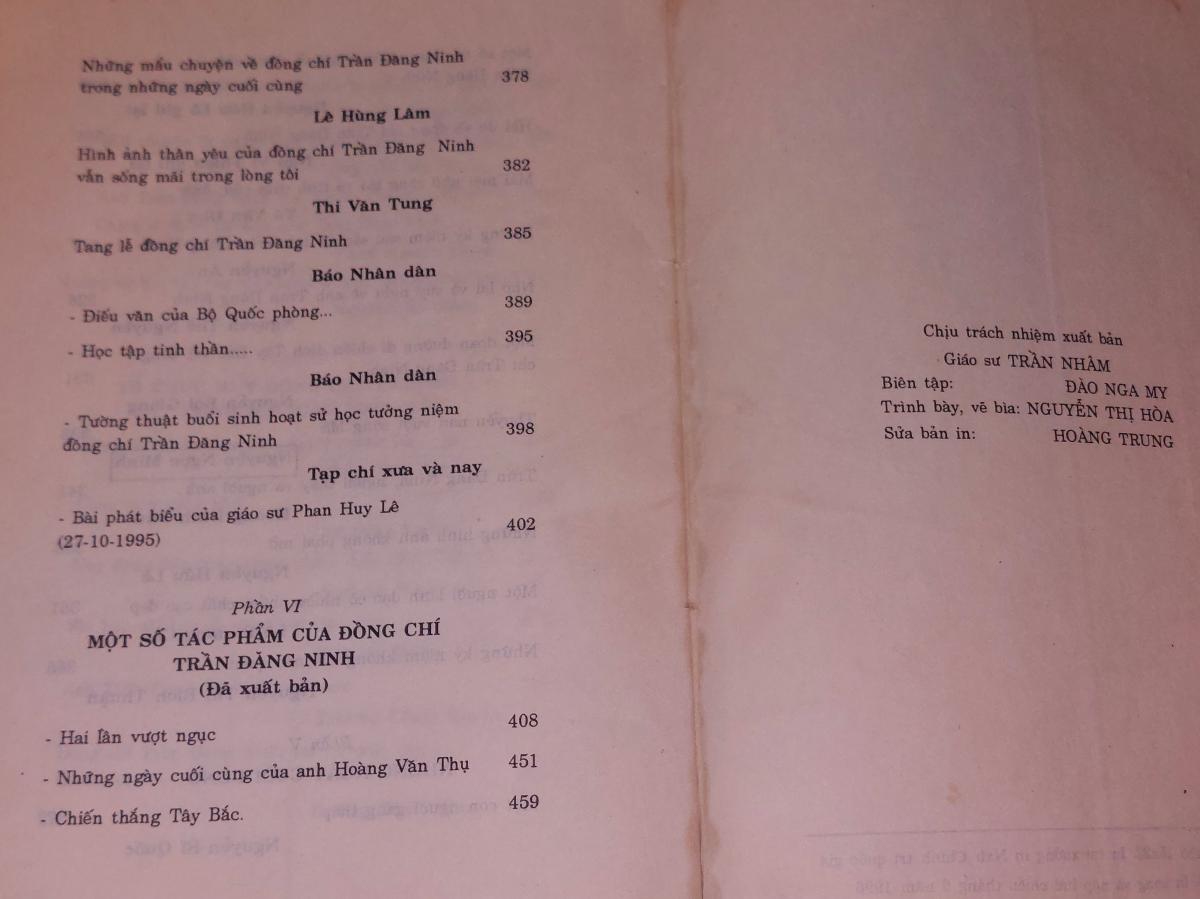 Những mẩu chuyện về đồng chí Trần Đăng Ninh
trong những ngày cuối cùng 378
Lê Hùng Lâm
Hình ảnh thân yêu của đồng chí Trần Đăng Ninh
vẫn sống mãi trong lòng tôi 382
Thi Văn Tung
Tang lễ đồng chí Trần Đăng Ninh 385
Báo Nhân dân
- Điếu văn của Bộ Quốc phòng... 389
- Học tập tinh thần..... 395
Báo Nhân dân
- Tường thuật buổi sinh hoạt sử học tưởng niệm
đồng chí Trần Đăng Ninh 398
Tạp chí xưa và nay
- Bài phát biểu của giáo sư Phan Huy Lê
(27-10-1995) 402
Phần VI
MỘT SỐ TÁC PHẨM CỦA ĐỒNG CHÍ
TRẦN ĐĂNG NINH
(Đã xuất bản)
- Hai lần vượt ngục 408
- Những ngày cuối cùng của anh Hoàng Văn Thụ 451
- Chiến thắng Tây Bắc. 459
Chịu trách nhiệm xuất bản
Giáo sư TRẦN NHÂM
Biên tập: ĐÀO NGA MY
Trình bày, vẽ bìa: NGUYỄN THỊ HÒA
Sửa bản in: HOÀNG TRUNG